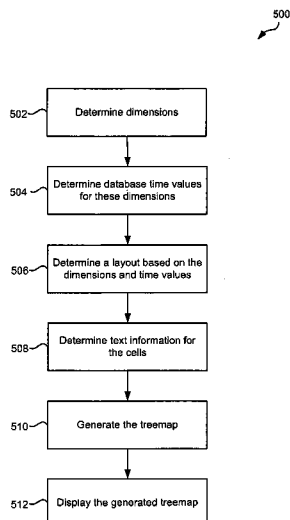 500
502
Determine dimensions
504
Determine database time values
for these dimensions
506
Determine a layout based on the
dimensions and time values
508
Determine text information for
the cells
510
Generate the treemap
512
Display the generated treemap